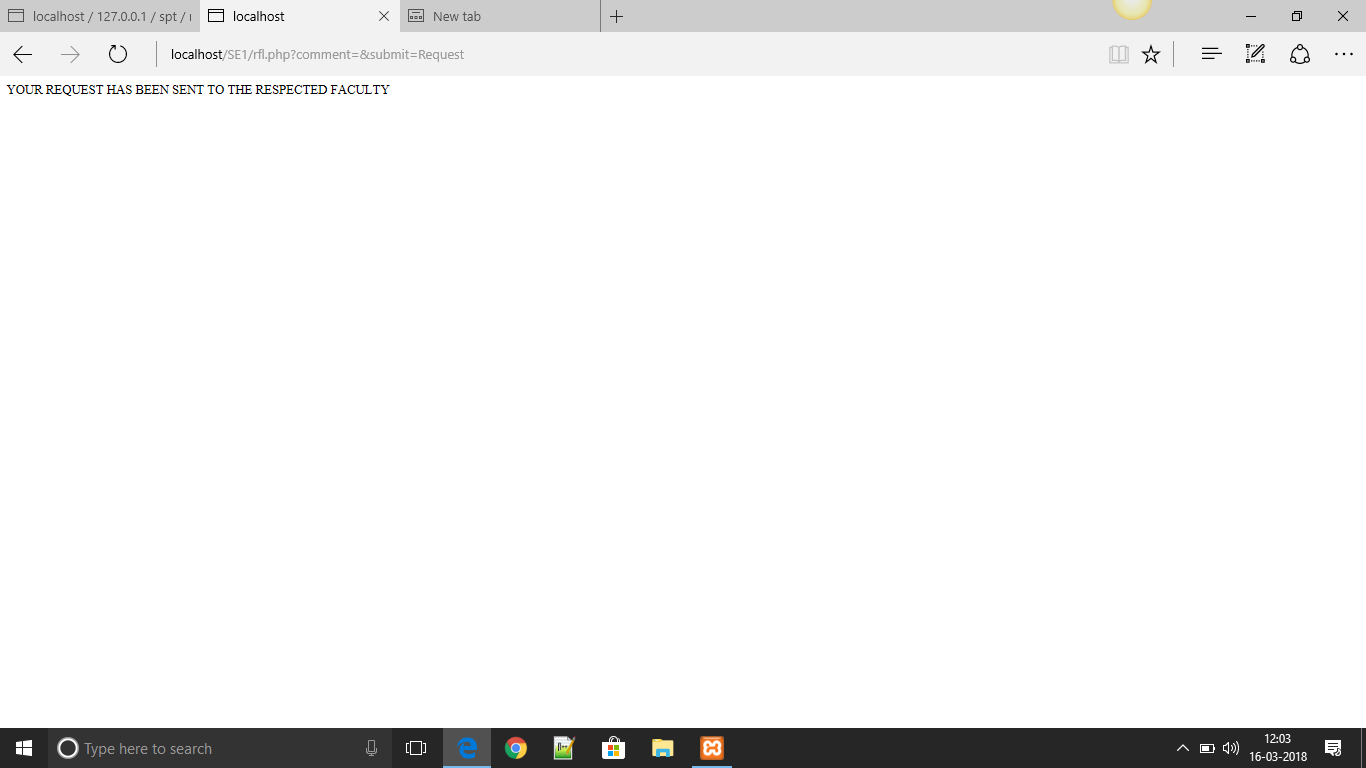 localhost / 127.0.0.1 / spt / r
localhost
New tab
localhost/SE1/rfl.php?comment=&submit=Request
YOUR REQUEST HAS BEEN SENT TO THE RESPECTED FACULTY
Type here to search
12:03
16-03-2018